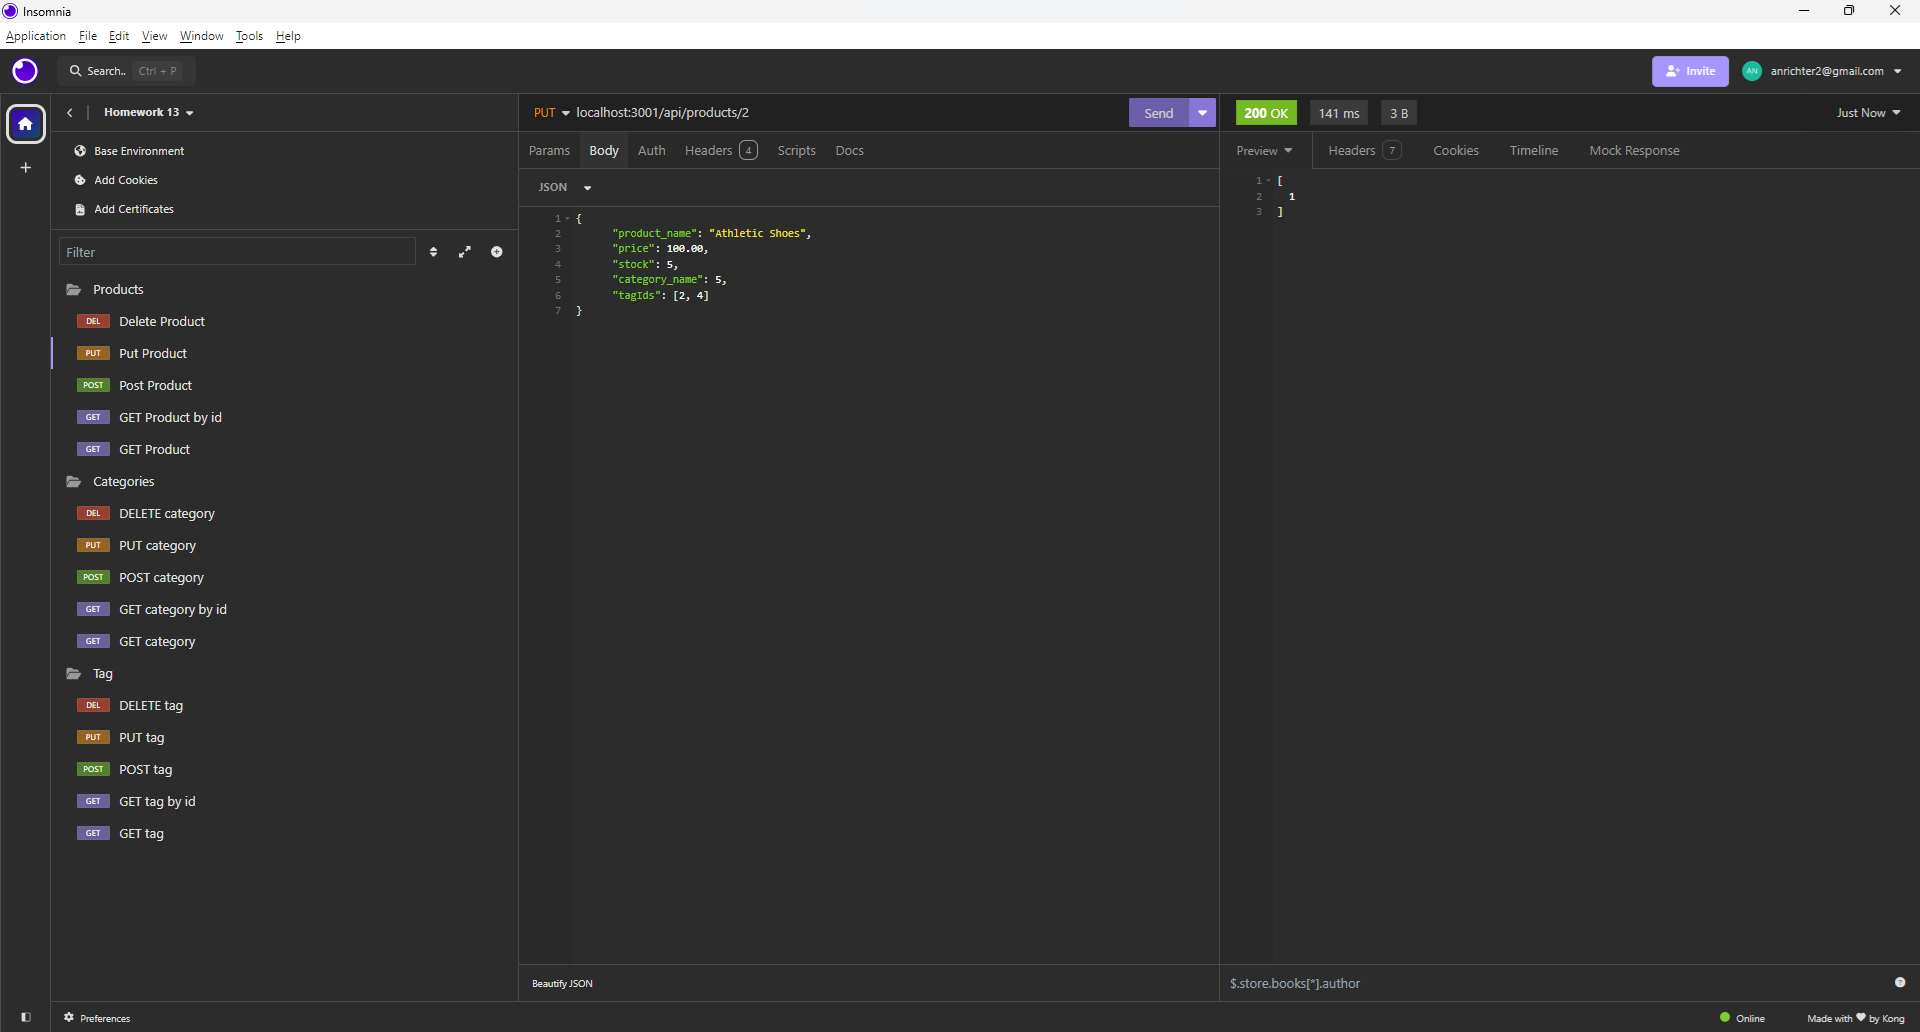 Insomnia
Application File Edit View Window Tools Help
Search.. Ctrl + P
Invite
AN anrichter2@gmail.com
Homework 13
Base Environment
Add Cookies
Add Certificates
Filter
Products
DEL Delete Product
PUT Put Product
POST Post Product
GET GET Product by id
GET GET Product
Categories
DEL DELETE category
PUT PUT category
POST POST category
GET GET category by id
GET GET category
Tag
DEL DELETE tag
PUT PUT tag
POST POST tag
GET GET tag by id
GET GET tag
Preferences
PUT localhost:3001/api/products/2 Send
Params Body Auth Headers 4 Scripts Docs
JSON
1 {
2 "product_name": "Athletic Shoes",
3 "price": 100.00,
4 "stock": 5,
5 "category_name": 5,
6 "tagIds": [2, 4]
7 }
Beautify JSON
200 OK 141 ms 3 B Just Now
Preview Headers 7 Cookies Timeline Mock Response
1 [
2 1
3 ]
$.store.books[*].author
Online Made with ❤ by Kong